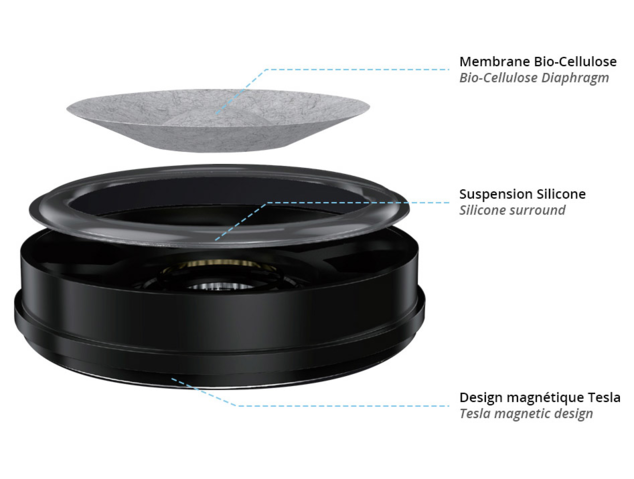 Membrane Bio-Cellulose
Bio-Cellulose Diaphragm
Suspension Silicone
Silicone surround
Design magnétique Tesla
Tesla magnetic design